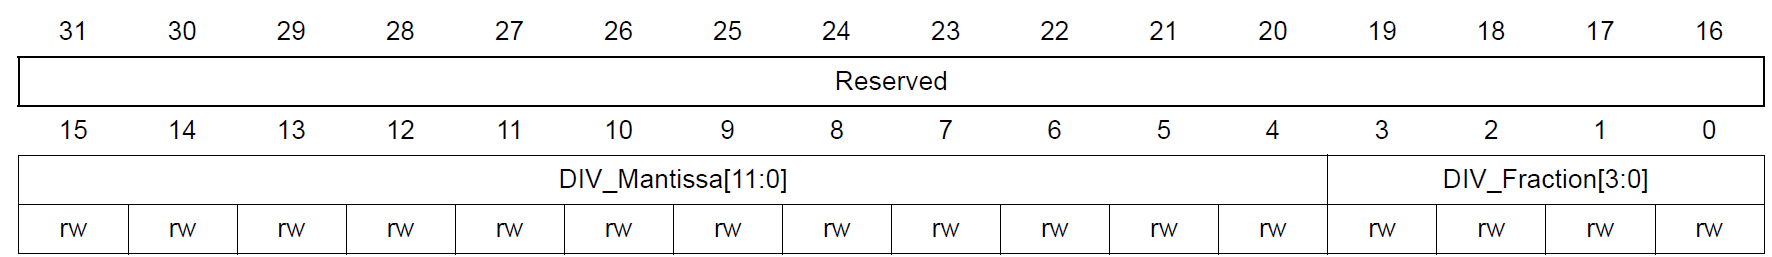 31 30 29 28 27 26 25 24 23 22 21 20 19 18 17 16
Reserved
15 14 13 12 11 10 9 8 7 6 5 4 3 2 1 0
DIV_Mantissa[11:0] DIV_Fraction[3:0]
rw rw rw rw rw rw rw rw rw rw rw rw rw rw rw rw